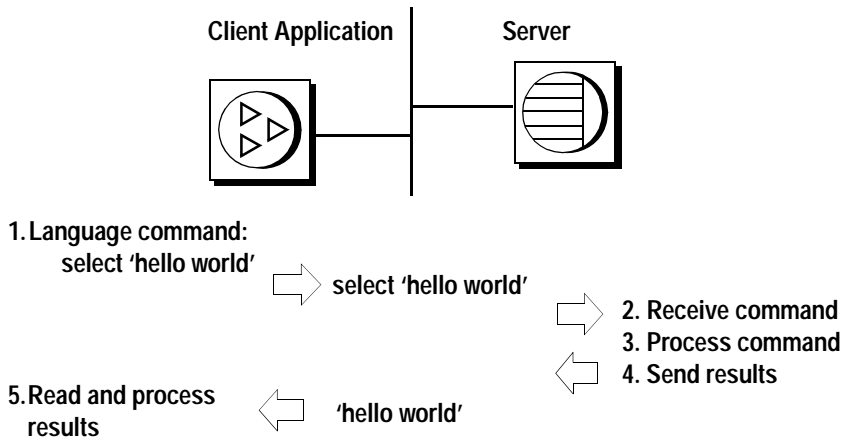 Client Application
Server
1. Language command:
select ‘hello world’
select ‘hello world’
2. Receive command
3. Process command
4. Send results
5. Read and process
results
‘hello world’